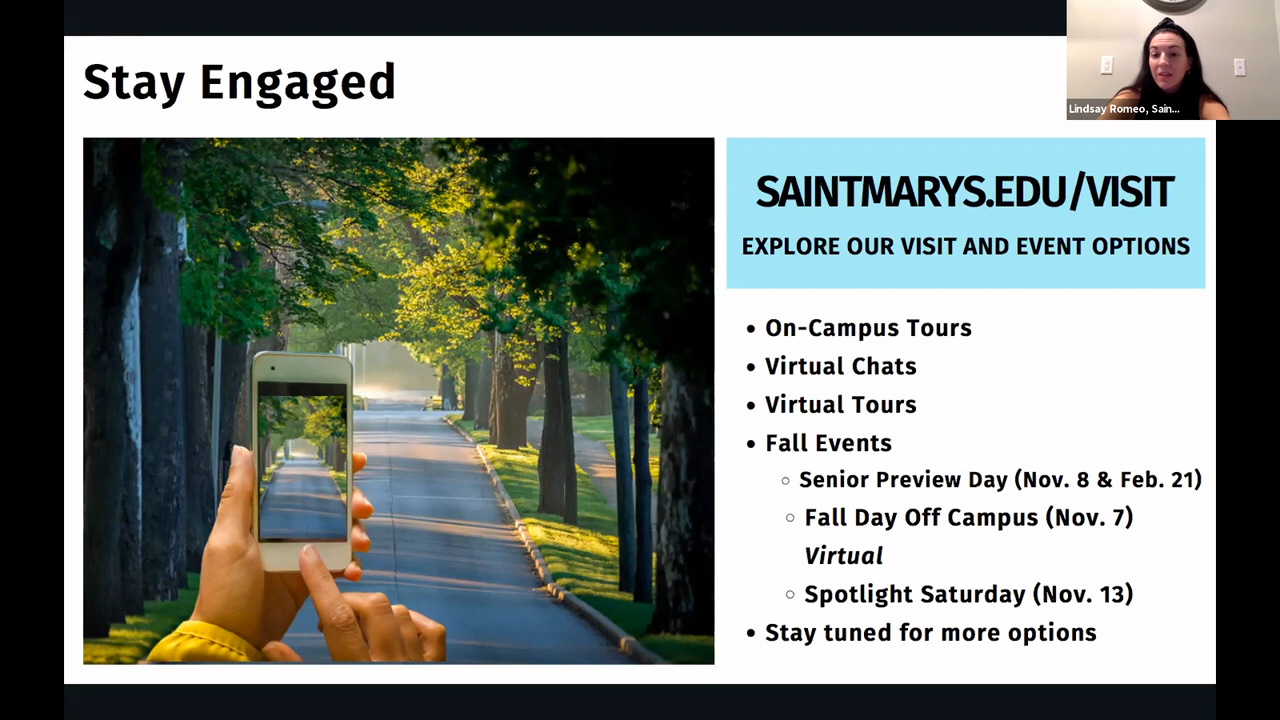 Stay Engaged
Lindsay Romeo, Sain...
SAINTMARYS.EDU/VISIT
EXPLORE OUR VISIT AND EVENT OPTIONS
• On-Campus Tours
• Virtual Chats
• Virtual Tours
• Fall Events
○ Senior Preview Day (Nov. 8 & Feb. 21)
○ Fall Day Off Campus (Nov. 7)
Virtual
○ Spotlight Saturday (Nov. 13)
• Stay tuned for more options